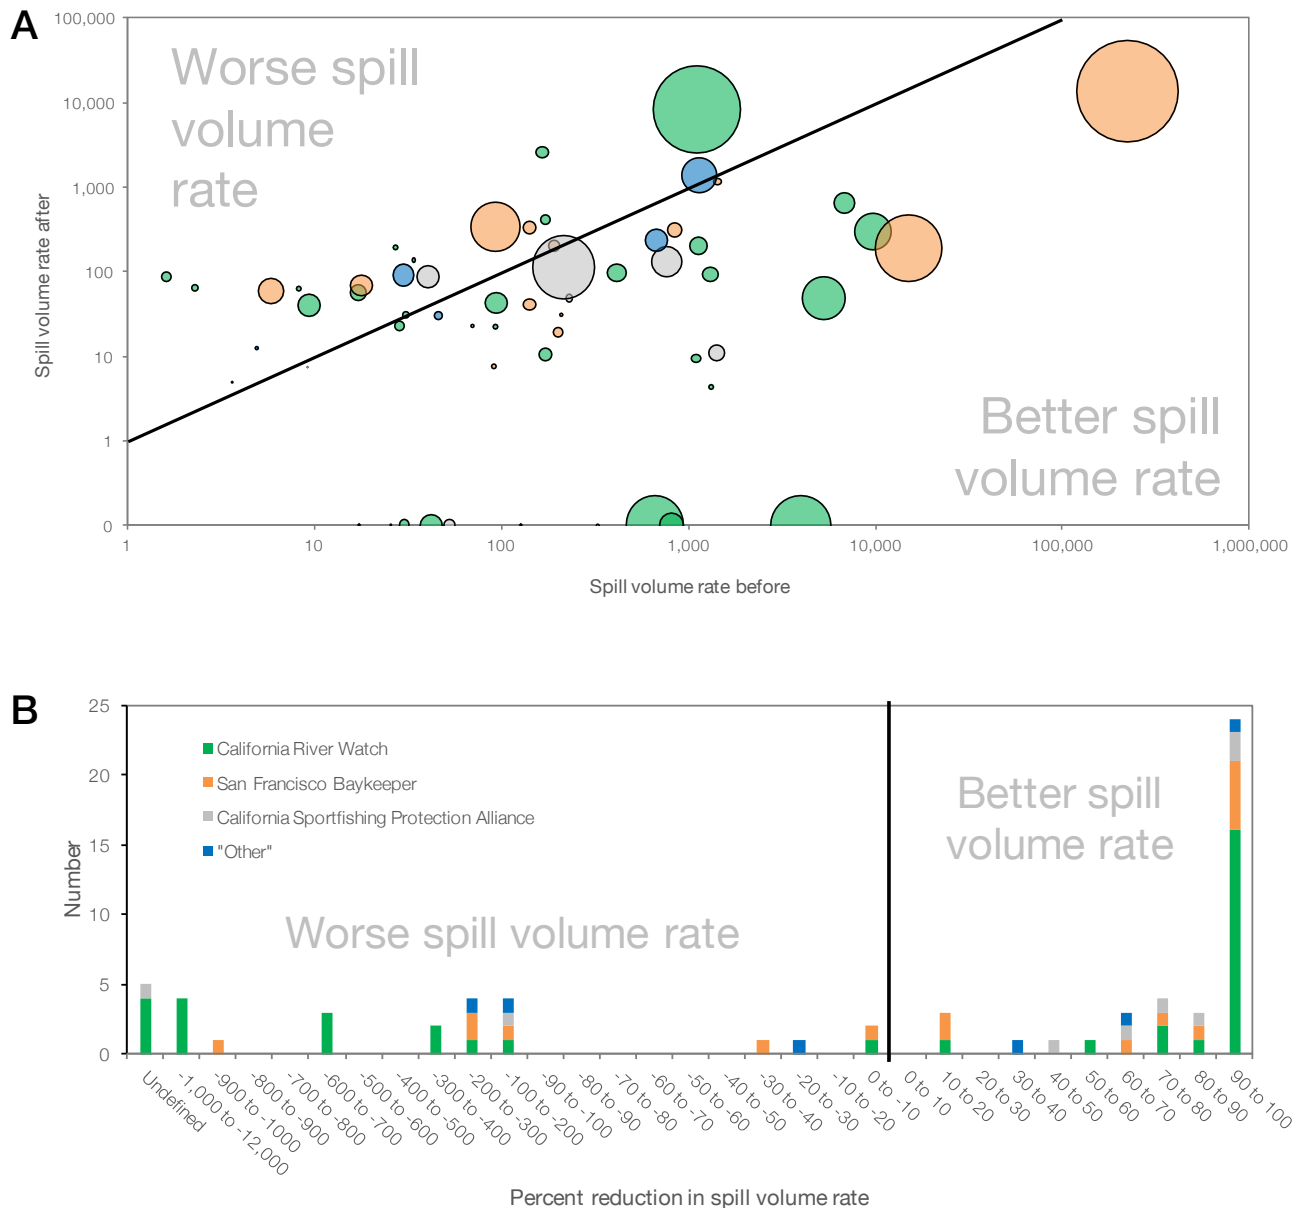 A
100,000
10,000
1,000
100
10
1
0
Spill volume rate after
Worse spill
volume
rate
Better spill
volume rate
1
10
100
1,000
10,000
100,000
1,000,000
Spill volume rate before
B
25
20
15
10
5
0
Number
California River Watch
San Francisco Baykeeper
California Sportfishing Protection Alliance
"Other"
Worse spill volume rate
Better spill
volume rate
Undefined
-1,000 to -12,000
-900 to -1000
-800 to -900
-700 to -800
-600 to -700
-500 to -600
-400 to -500
-300 to -400
-200 to -300
-100 to -200
-90 to -100
-80 to -90
-70 to -80
-60 to -70
-50 to -60
-40 to -50
-30 to -40
-20 to -30
-10 to -20
0 to -10
0 to 10
10 to 20
20 to 30
30 to 40
40 to 50
50 to 60
60 to 70
70 to 80
80 to 90
90 to 100
Percent reduction in spill volume rate